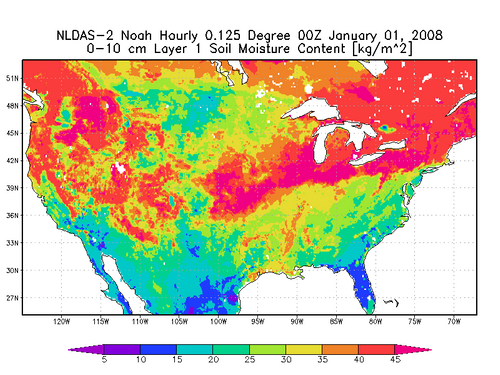 NLDAS-2 Noah Hourly 0.125 Degree 00Z January 01, 2008
0-10 cm Layer 1 Soil Moisture Content [kg/m^2]
51N
48N
45N
42N
39N
36N
33N
30N
27N
120W 115W 110W 105W 100W 95W 90W 85W 80W 75W 70W
5 10 15 20 25 30 35 40 45